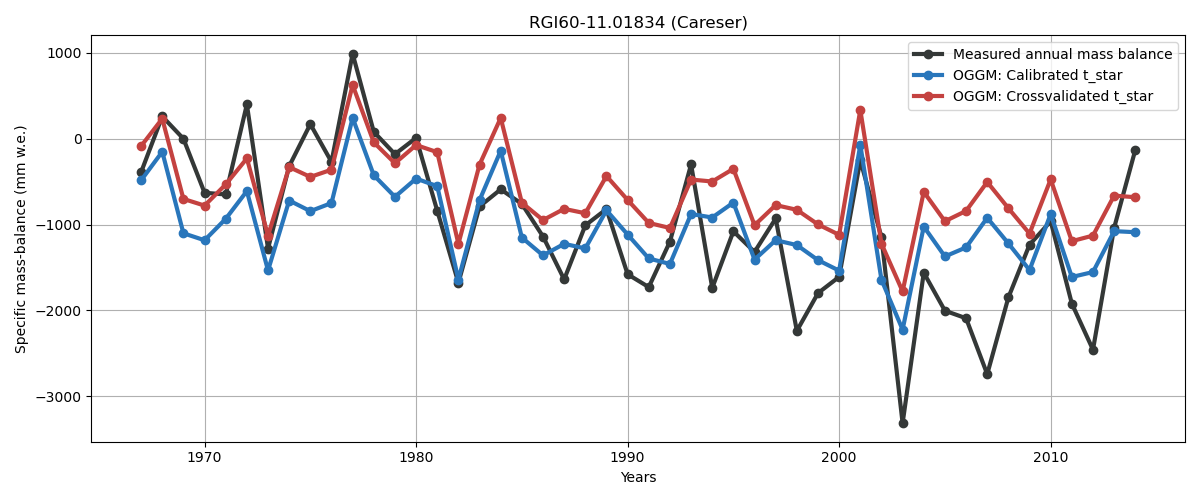 RGI60-11.01834 (Careser)
Measured annual mass balance
OGGM: Calibrated t_star
OGGM: Crossvalidated t_star
Specific mass-balance (mm w.e.)
1000
0
−1000
−2000
−3000
1970
1980
1990
2000
2010
Years